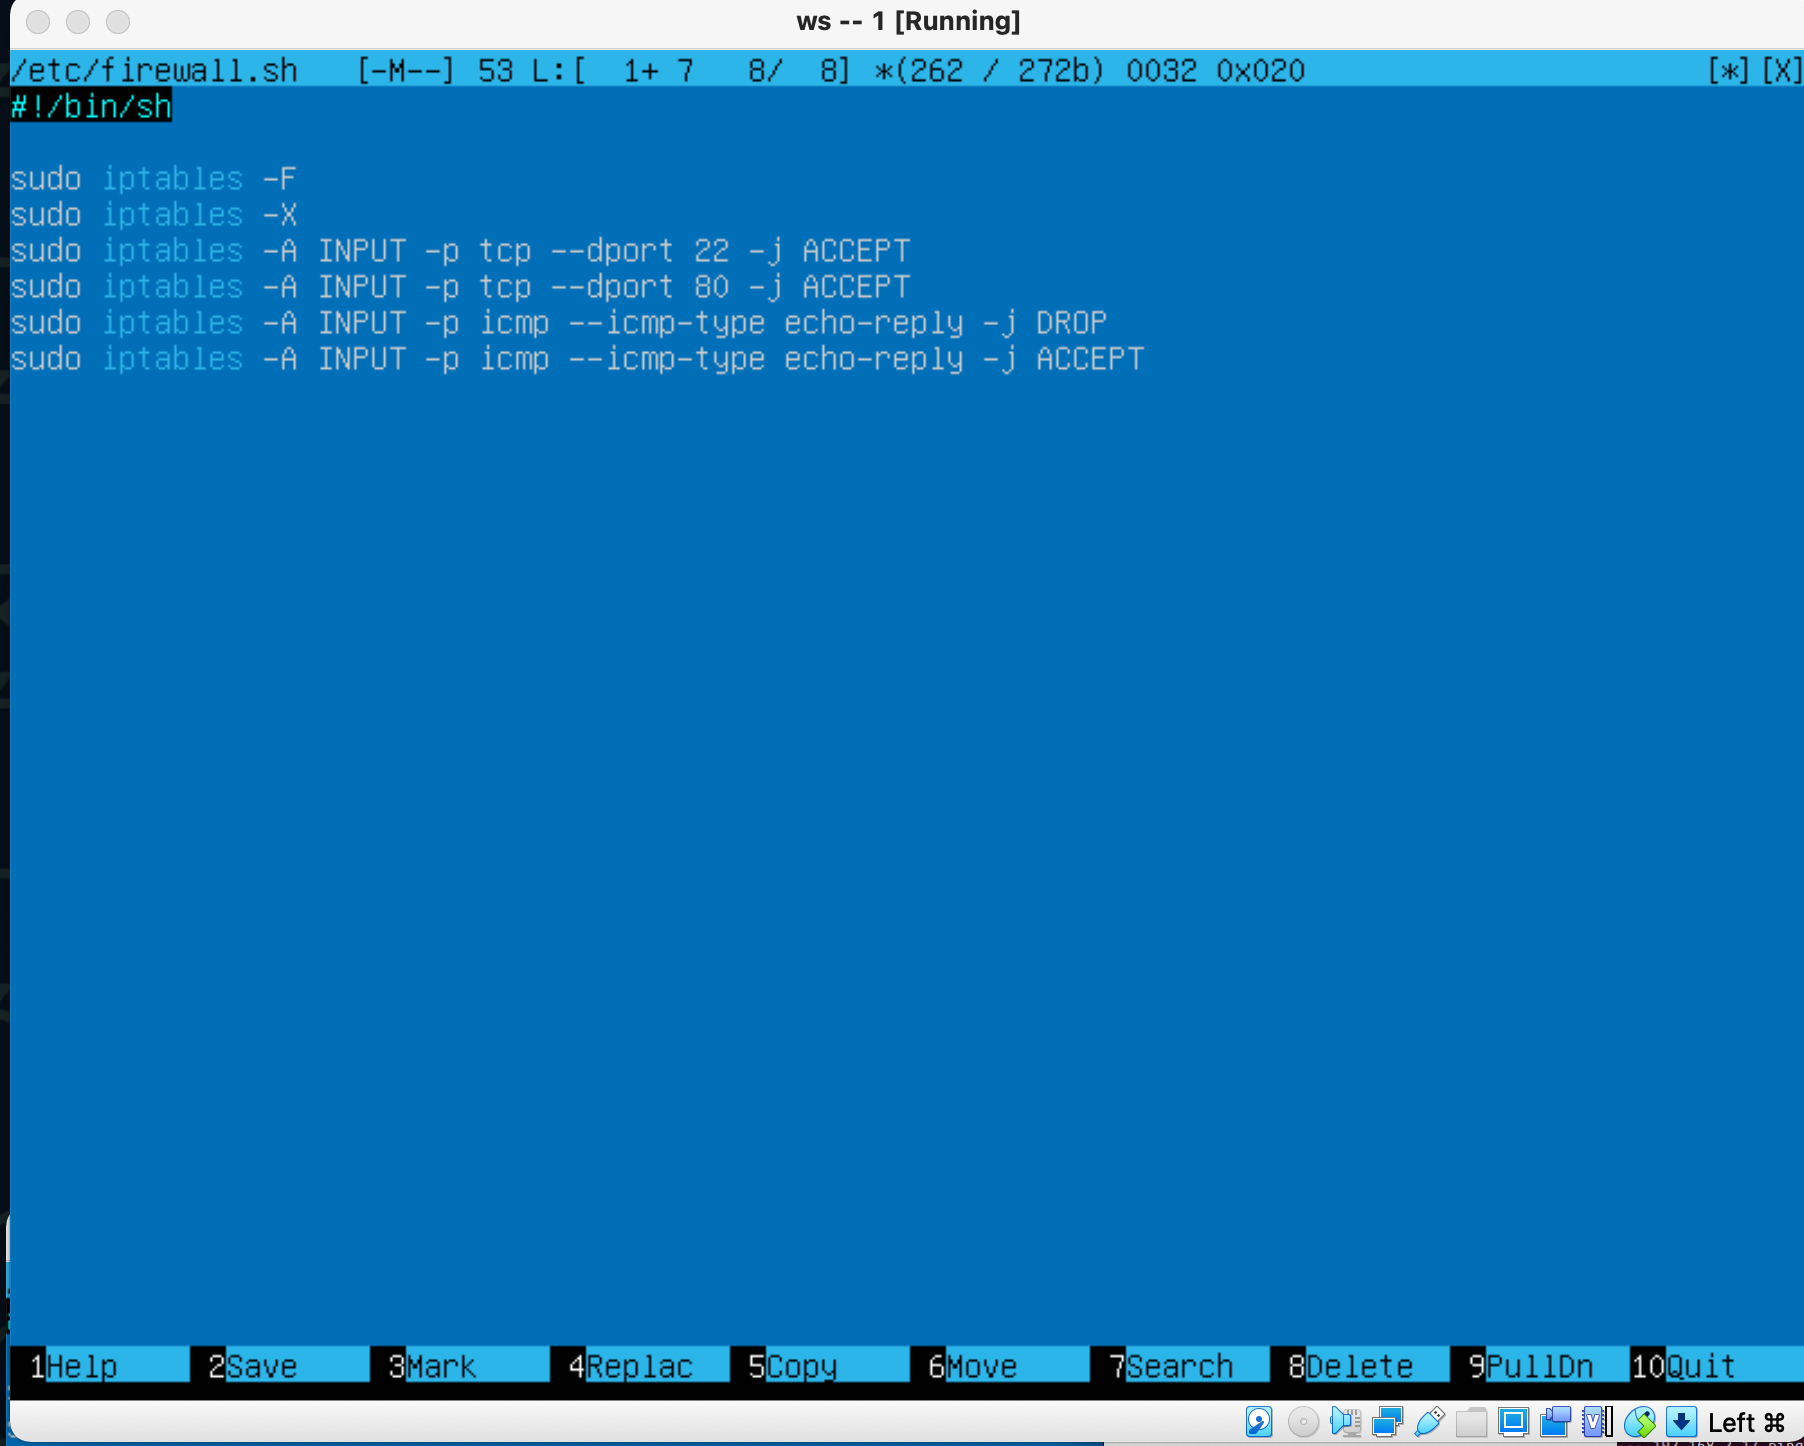 ws -- 1 [Running]
/etc/firewall.sh   [-M--] 53 L:[  1+ 7   8/  8] *(262 / 272b) 0032 0x020   [*][X]
#!/bin/sh
sudo iptables -F
sudo iptables -X
sudo iptables -A INPUT -p tcp --dport 22 -j ACCEPT
sudo iptables -A INPUT -p tcp --dport 80 -j ACCEPT
sudo iptables -A INPUT -p icmp --icmp-type echo-reply -j DROP
sudo iptables -A INPUT -p icmp --icmp-type echo-reply -j ACCEPT
1Help 2Save 3Mark 4Replac 5Copy 6Move 7Search 8Delete 9PullDn 10Quit
Left ⌘